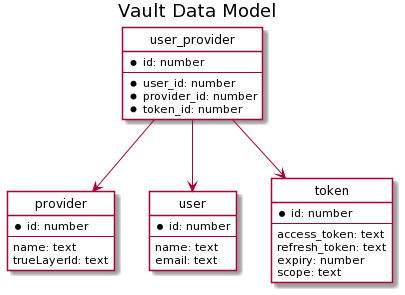 Vault Data Model
user_provider
id: number
user_id: number
provider_id: number
token_id: number
provider
id: number
name: text
trueLayerId: text
user
id: number
name: text
email: text
token
id: number
access_token: text
refresh_token: text
expiry: number
scope: text